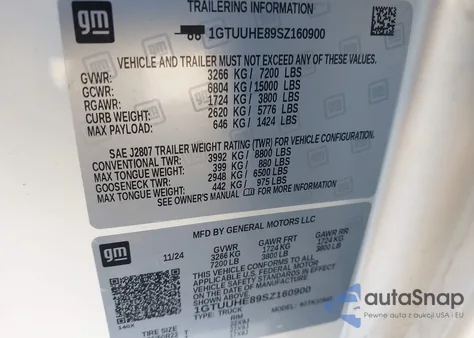 gm
TRAILERING INFORMATION
1GTUUHE89SZ160900
VEHICLE AND TRAILER MUST NOT EXCEED ANY OF THESE VALUES:
GVWR: 3266 KG / 7200 LBS
GCWR: 6804 KG / 15000 LBS
RGAWR: 1724 KG / 3800 LBS
CURB WEIGHT: 2620 KG / 5776 LBS
MAX PAYLOAD: 646 KG / 1424 LBS
SAE J2807 TRAILER WEIGHT RATING (TWR) FOR VEHICLE CONFIGURATION.
CONVENTIONAL TWR: 3992 KG / 8800 LBS
MAX TONGUE WEIGHT: 399 KG / 880 LBS
GOOSENECK TWR: 2948 KG / 6500 LBS
MAX TONGUE WEIGHT: 442 KG / 975 LBS
SEE OWNER'S MANUAL FOR MORE INFORMATION
gm
MFD BY GENERAL MOTORS LLC
11/24 GVWR GAWR FRT GAWR RR
3266 KG 1724 KG 1724 KG
7200 LB 3800 LB 3800 LB
THIS VEHICLE CONFORMS TO ALL APPLICABLE
U.S. FEDERAL MOTOR VEHICLE SAFETY
STANDARDS IN EFFECT ON THE
DATE OF MANUFACTURE
SHOWN ABOVE
1GTUUHE89SZ160900
TYPE: TRUCK MODEL:
140X
TIRE SIZE
RIM
autoSnap
Pewne auta z aukcji USA i EU